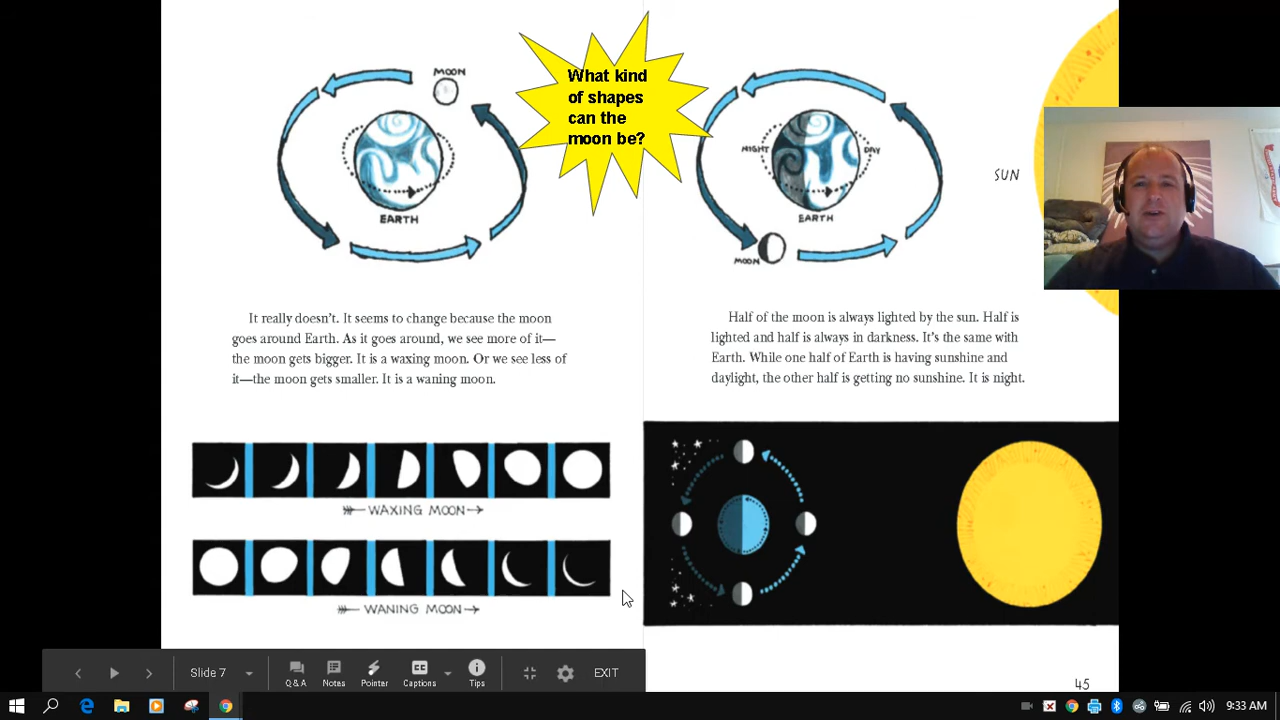 MOON
EARTH
What kind
of shapes
can the
moon be?
NIGHT
DAY
EARTH
MOON
SUN
It really doesn't. It seems to change because the moon
goes around Earth. As it goes around, we see more of it—
the moon gets bigger. It is a waxing moon. Or we see less of
it—the moon gets smaller. It is a waning moon.
Half of the moon is always lighted by the sun. Half is
lighted and half is always in darkness. It's the same with
Earth. While one half of Earth is having sunshine and
daylight, the other half is getting no sunshine. It is night.
WAXING MOON
WANING MOON
45
Slide 7
Q & A
Notes
Pointer
CC
Captions
Tips
EXIT
9:33 AM